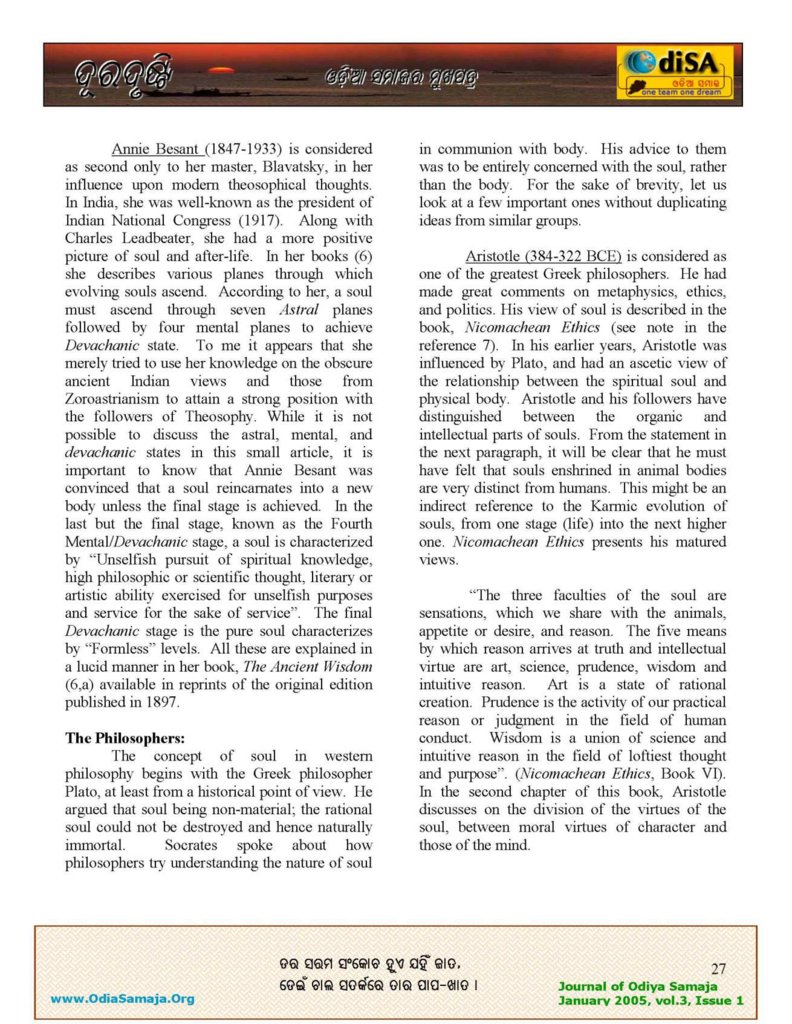 ଦୂରଦୃଷ୍ଟି
ଓଡ଼ିଆ ସମାଜର ମୁଖପତ୍ର
diSA
ଓଡିଆ ସମାଜ
one team one dream
Annie Besant (1847-1933) is considered
as second only to her master, Blavatsky, in her
influence upon modern theosophical thoughts.
In India, she was well-known as the president of
Indian National Congress (1917). Along with
Charles Leadbeater, she had a more positive
picture of soul and after-life. In her books (6)
she describes various planes through which
evolving souls ascend. According to her, a soul
must ascend through seven Astral planes
followed by four mental planes to achieve
Devachanic state. To me it appears that she
merely tried to use her knowledge on the obscure
ancient Indian views and those from
Zoroastrianism to attain a strong position with
the followers of Theosophy. While it is not
possible to discuss the astral, mental, and
devachanic states in this small article, it is
important to know that Annie Besant was
convinced that a soul reincarnates into a new
body unless the final stage is achieved. In the
last but the final stage, known as the Fourth
Mental/Devachanic stage, a soul is characterized
by “Unselfish pursuit of spiritual knowledge,
high philosophic or scientific thought, literary or
artistic ability exercised for unselfish purposes
and service for the sake of service”. The final
Devachanic stage is the pure soul characterizes
by “Formless” levels. All these are explained in
a lucid manner in her book, The Ancient Wisdom
(6,a) available in reprints of the original edition
published in 1897.
The Philosophers:
The concept of soul in western
philosophy begins with the Greek philosopher
Plato, at least from a historical point of view. He
argued that soul being non-material; the rational
soul could not be destroyed and hence naturally
immortal. Socrates spoke about how
philosophers try understanding the nature of soul
in communion with body. His advice to them
was to be entirely concerned with the soul, rather
than the body. For the sake of brevity, let us
look at a few important ones without duplicating
ideas from similar groups.
Aristotle (384-322 BCE) is considered as
one of the greatest Greek philosophers. He had
made great comments on metaphysics, ethics,
and politics. His view of soul is described in the
book, Nicomachean Ethics (see note in the
reference 7). In his earlier years, Aristotle was
influenced by Plato, and had an ascetic view of
the relationship between the spiritual soul and
physical body. Aristotle and his followers have
distinguished between the organic and
intellectual parts of souls. From the statement in
the next paragraph, it will be clear that he must
have felt that souls enshrined in animal bodies
are very distinct from humans. This might be an
indirect reference to the Karmic evolution of
souls, from one stage (life) into the next higher
one. Nicomachean Ethics presents his matured
views.
“The three faculties of the soul are
sensations, which we share with the animals,
appetite or desire, and reason. The five means
by which reason arrives at truth and intellectual
virtue are art, science, prudence, wisdom and
intuitive reason. Art is a state of rational
creation. Prudence is the activity of our practical
reason or judgment in the field of human
conduct. Wisdom is a union of science and
intuitive reason in the field of loftiest thought
and purpose”. (Nicomachean Ethics, Book VI).
In the second chapter of this book, Aristotle
discusses on the division of the virtues of the
soul, between moral virtues of character and
those of the mind.
ଡର ସରମ ସଂକୋଚ ହୁଏ ଯହିଁ ଜାତ,
ତେଇଁ ଚାଲ ସତର୍କରେ ତାର ପାପ-ଖାତ ।
27
www.OdiaSamaja.Org
Journal of Odiya Samaja
January 2005, vol.3, Issue 1